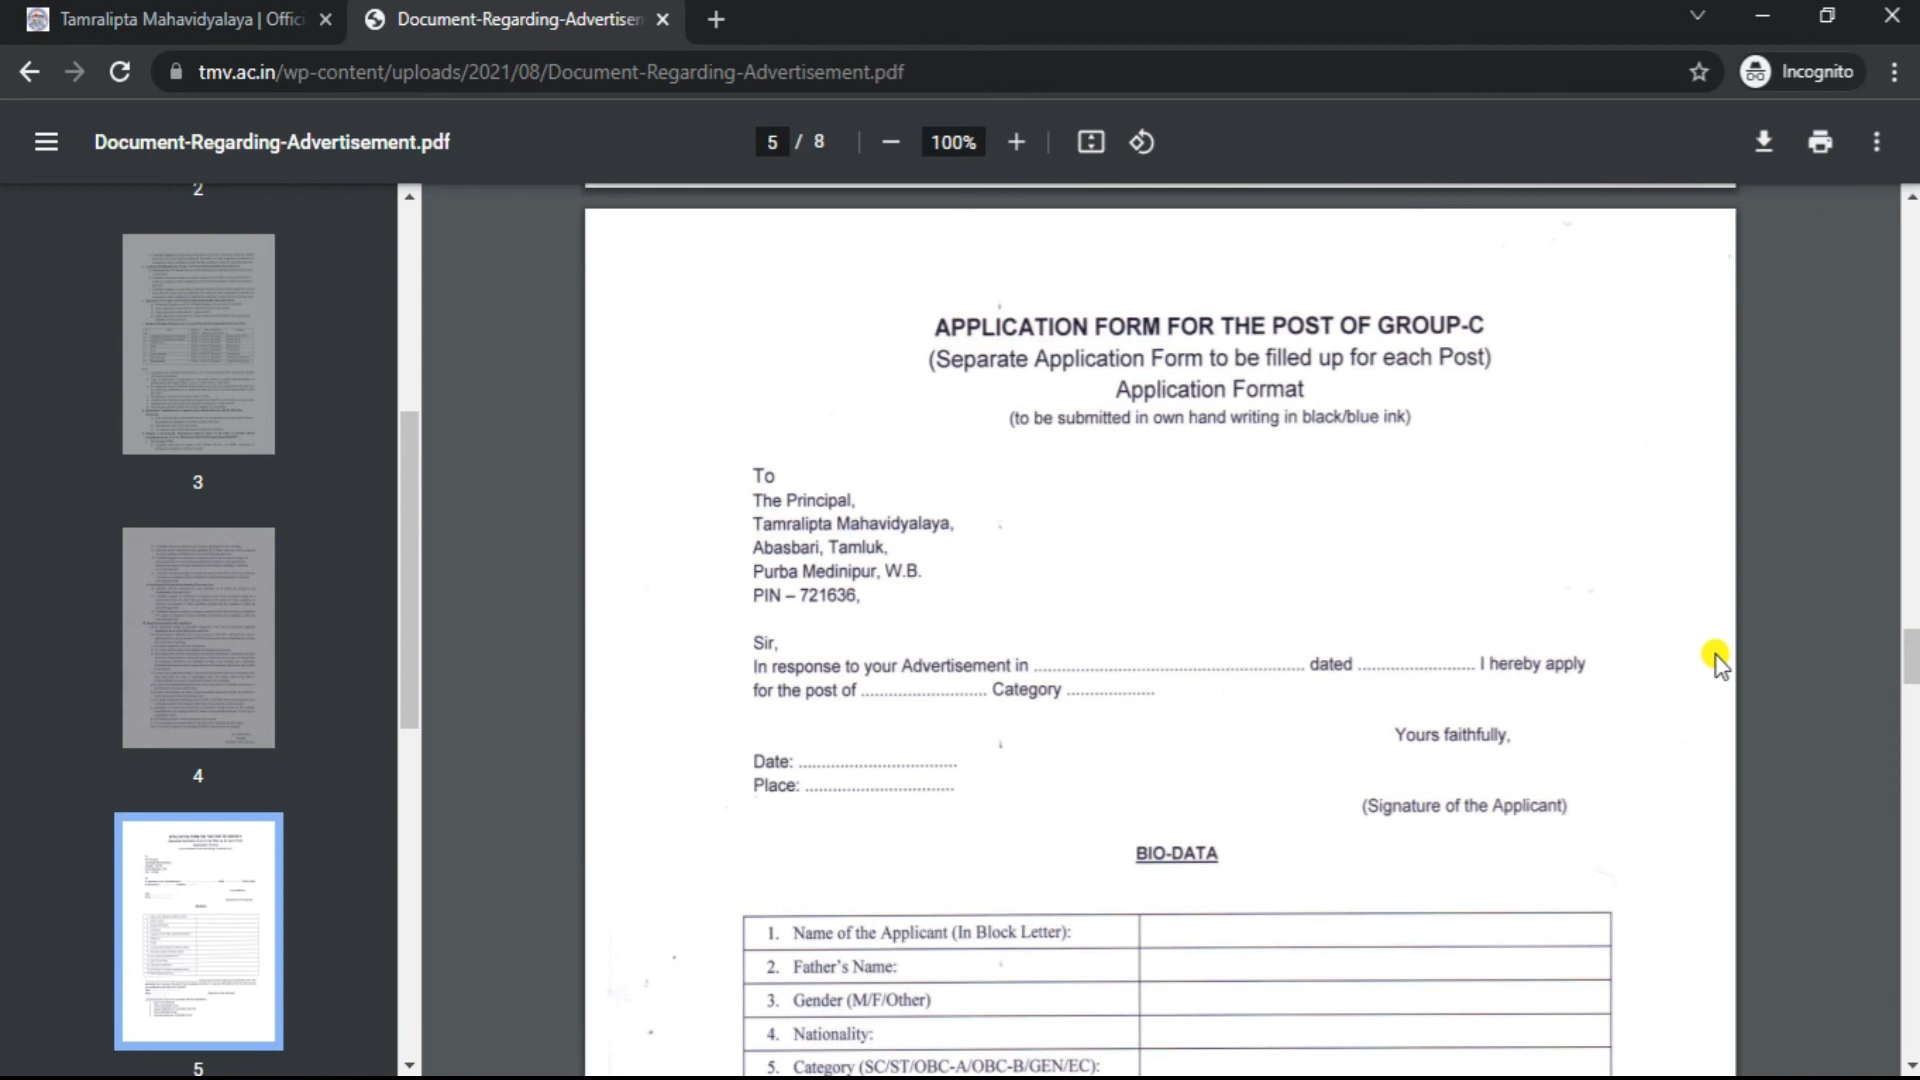 Tamralipta Mahavidyalaya | Offici
Document-Regarding-Advertisen
tmv.ac.in/wp-content/uploads/2021/08/Document-Regarding-Advertisement.pdf
Incognito
Document-Regarding-Advertisement.pdf
5 / 8
100%
2
3
4
5
APPLICATION FORM FOR THE POST OF GROUP-C
(Separate Application Form to be filled up for each Post)
Application Format
(to be submitted in own hand writing in black/blue ink)
To
The Principal,
Tamralipta Mahavidyalaya,
Abasbari, Tamluk,
Purba Medinipur, W.B.
PIN – 721636,
Sir,
In response to your Advertisement in ............................................................ dated .......................... I hereby apply
for the post of ............................ Category ....................
Yours faithfully,
Date: ...................................
Place: .................................
(Signature of the Applicant)
BIO-DATA
1. Name of the Applicant (In Block Letter):
2. Father's Name:
3. Gender (M/F/Other)
4. Nationality:
5. Category (SC/ST/OBC-A/OBC-B/GEN/EC):